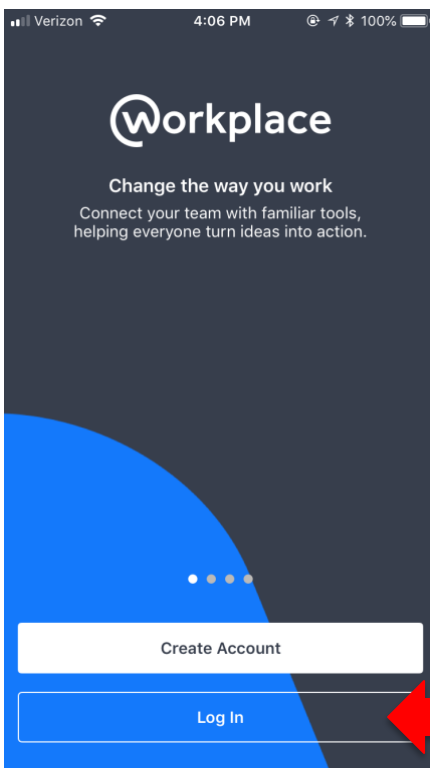 Verizon 4:06 PM 100%
Workplace
Change the way you work
Connect your team with familiar tools,
helping everyone turn ideas into action.
Create Account
Log In